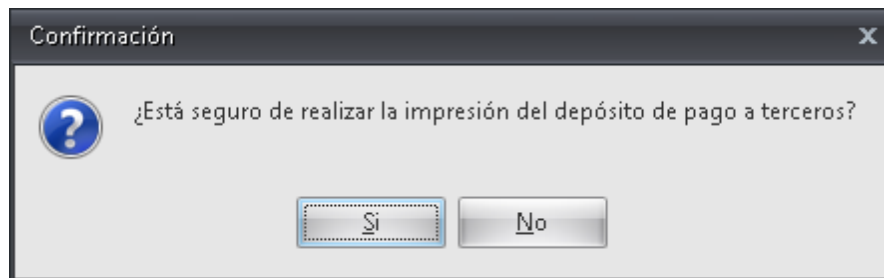 Confirmación
¿Está seguro de realizar la impresión del depósito de pago a terceros?
Si
No